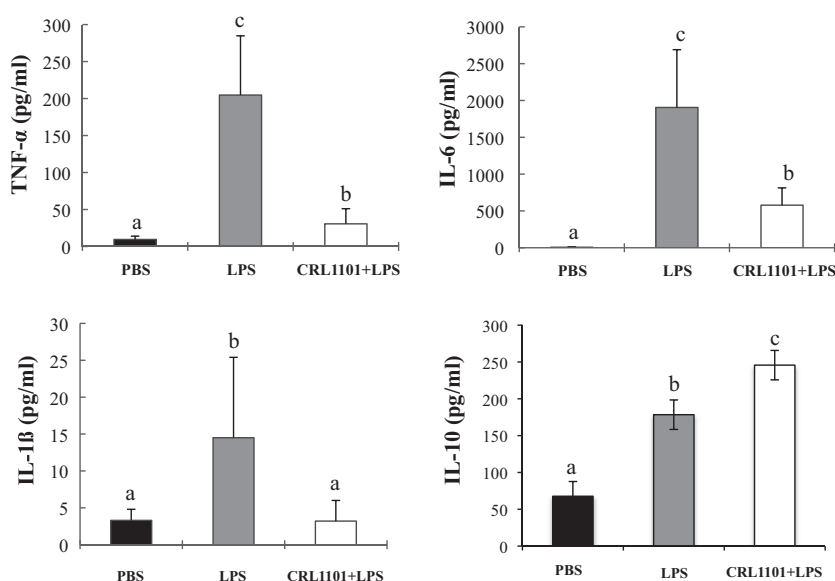 TNF-α (pg/ml)
300
250
200
150
100
50
0
a
c
b
PBS
LPS
CRL1101+LPS
IL-6 (pg/ml)
3000
2500
2000
1500
1000
500
0
a
c
b
PBS
LPS
CRL1101+LPS
IL-1ß (pg/ml)
30
25
20
15
10
5
0
a
b
a
PBS
LPS
CRL1101+LPS
IL-10 (pg/ml)
300
250
200
150
100
50
0
a
b
c
PBS
LPS
CRL1101+LPS